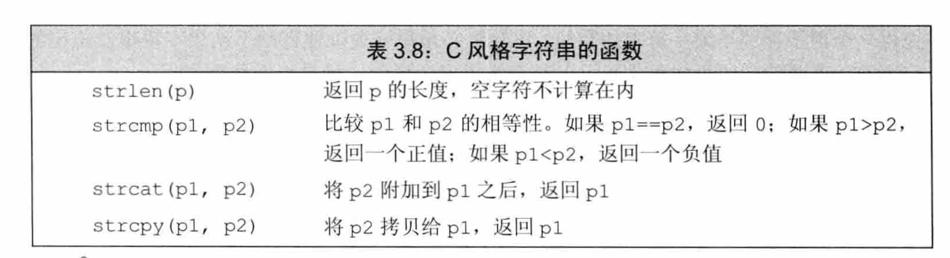 表 3.8：C 风格字符串的函数
strlen(p) 返回 p 的长度，空字符不计算在内
strcmp(p1, p2) 比较 p1 和 p2 的相等性。如果 p1==p2，返回 0；如果 p1>p2，
返回一个正值；如果 p1<p2，返回一个负值
strcat(p1, p2) 将 p2 附加到 p1 之后，返回 p1
strcpy(p1, p2) 将 p2 拷贝给 p1，返回 p1